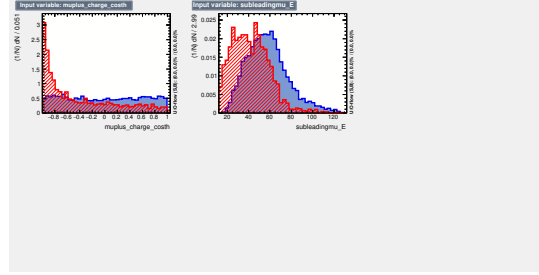 Input variable: muplus_charge_costh
(1/N) dN / 0.051
3
2.5
2
1.5
1
0.5
0
-0.8 -0.6 -0.4 -0.2 0 0.2 0.4 0.6 0.8 1
muplus_charge_costh
U/O-flow (S,B): (0.0, 0.0)% / (0.0, 0.0)%
Input variable: subleadingmu_E
(1/N) dN / 2.99
0.025
0.02
0.015
0.01
0.005
0
20 40 60 80 100 120
subleadingmu_E
U/O-flow (S,B): (0.0, 0.0)% / (0.0, 0.0)%